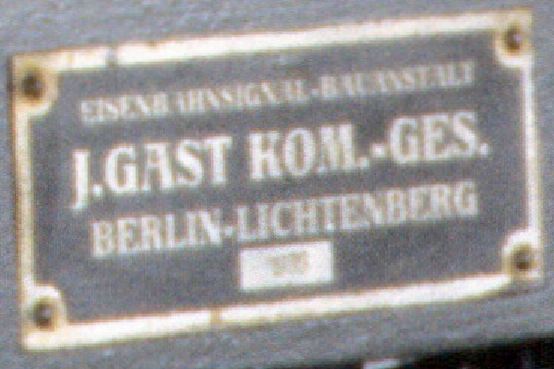 EISENBAHNSIGNAL-BAUANSTALT
J.GAST KOM.-GES.
BERLIN-LICHTENBERG